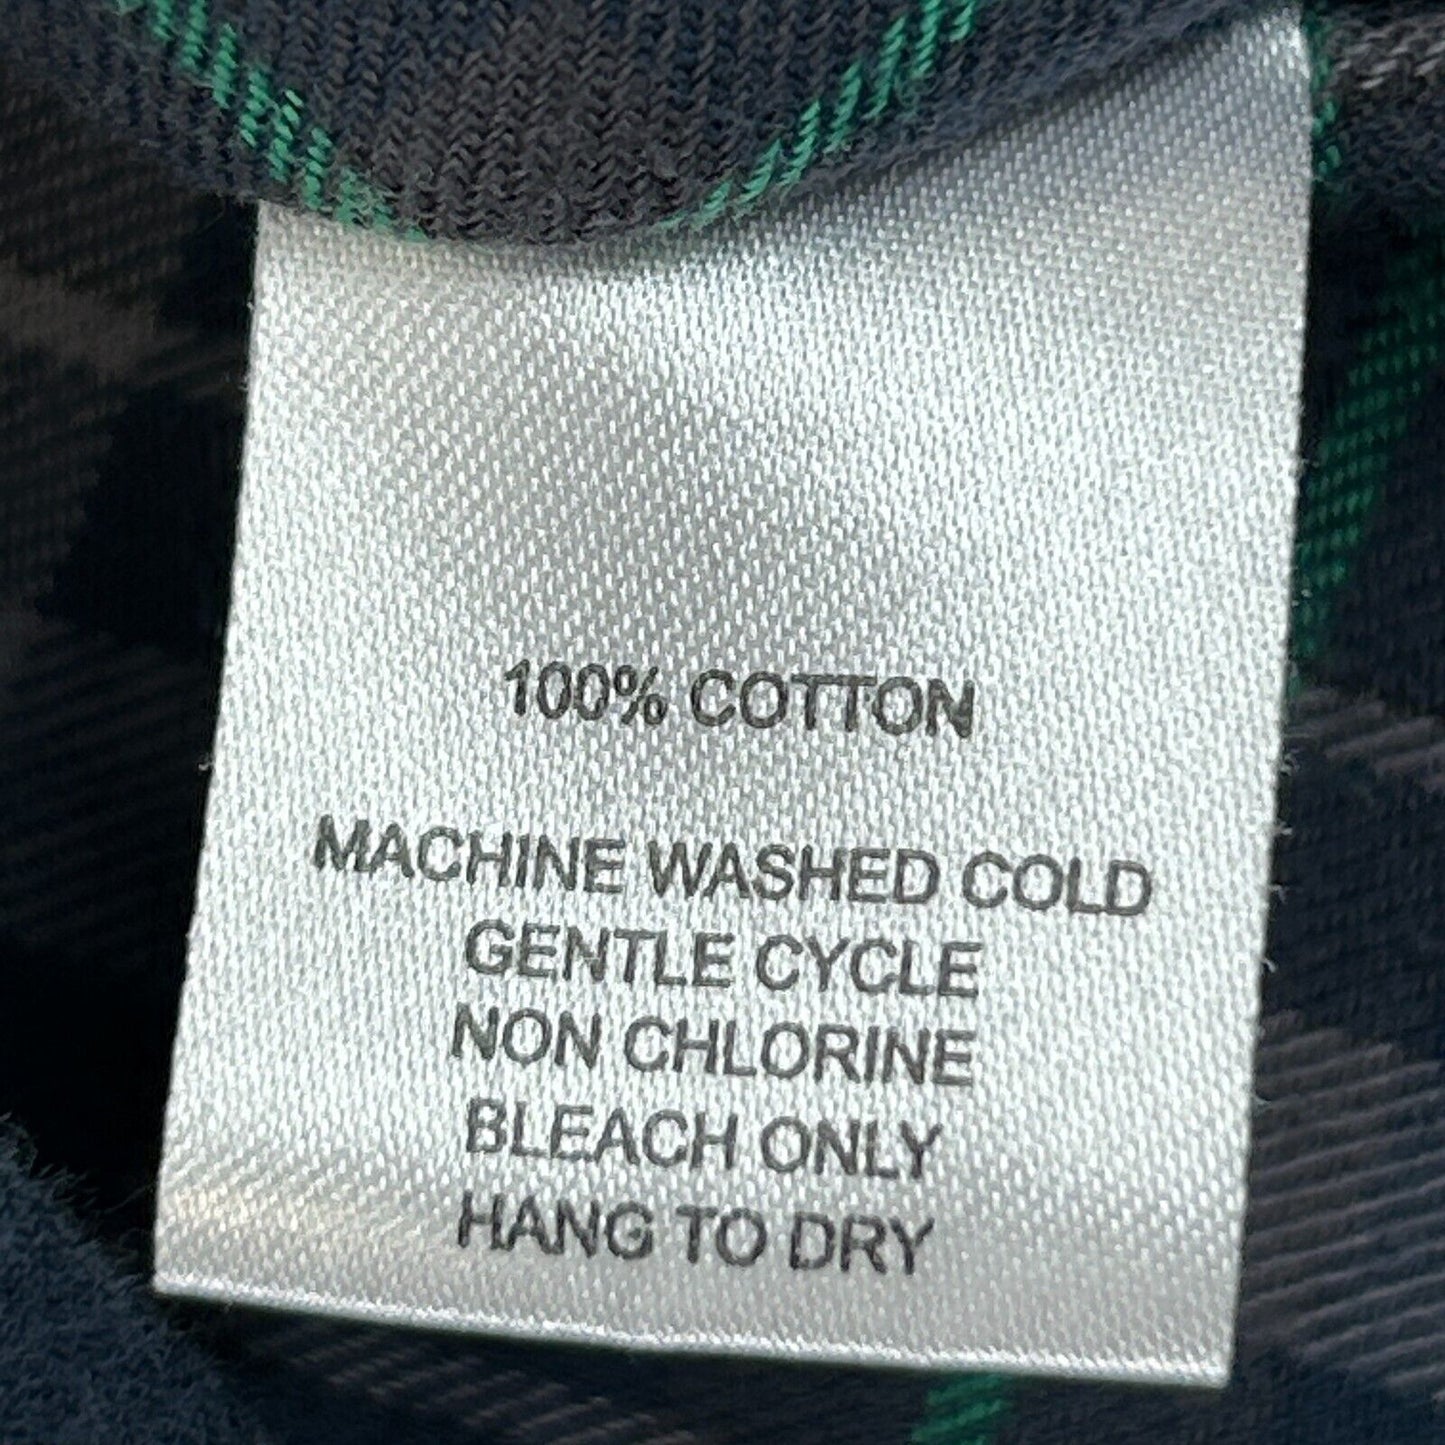 100% COTTON
MACHINE WASHED COLD
GENTLE CYCLE
NON CHLORINE
BLEACH ONLY
HANG TO DRY